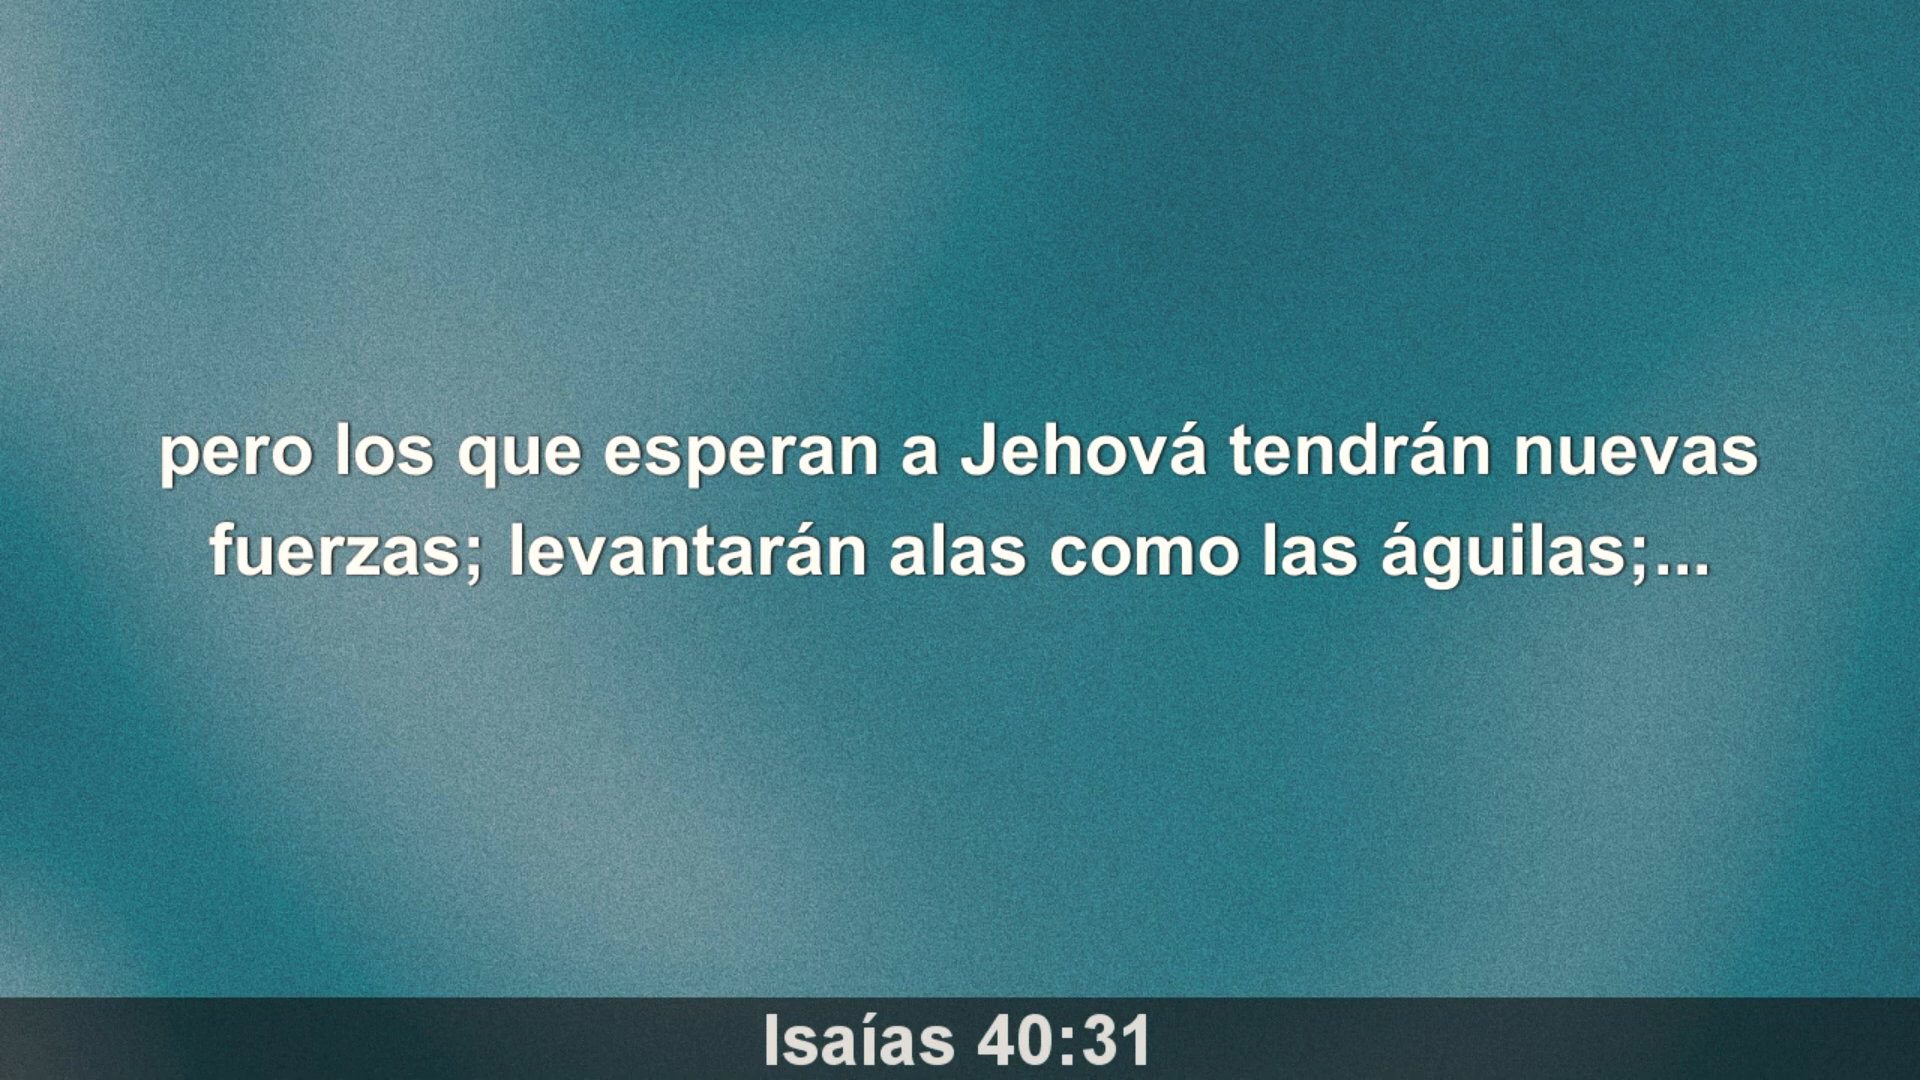 pero los que esperan a Jehová tendrán nuevas
fuerzas; levantarán alas como las águilas;...
Isaías 40:31